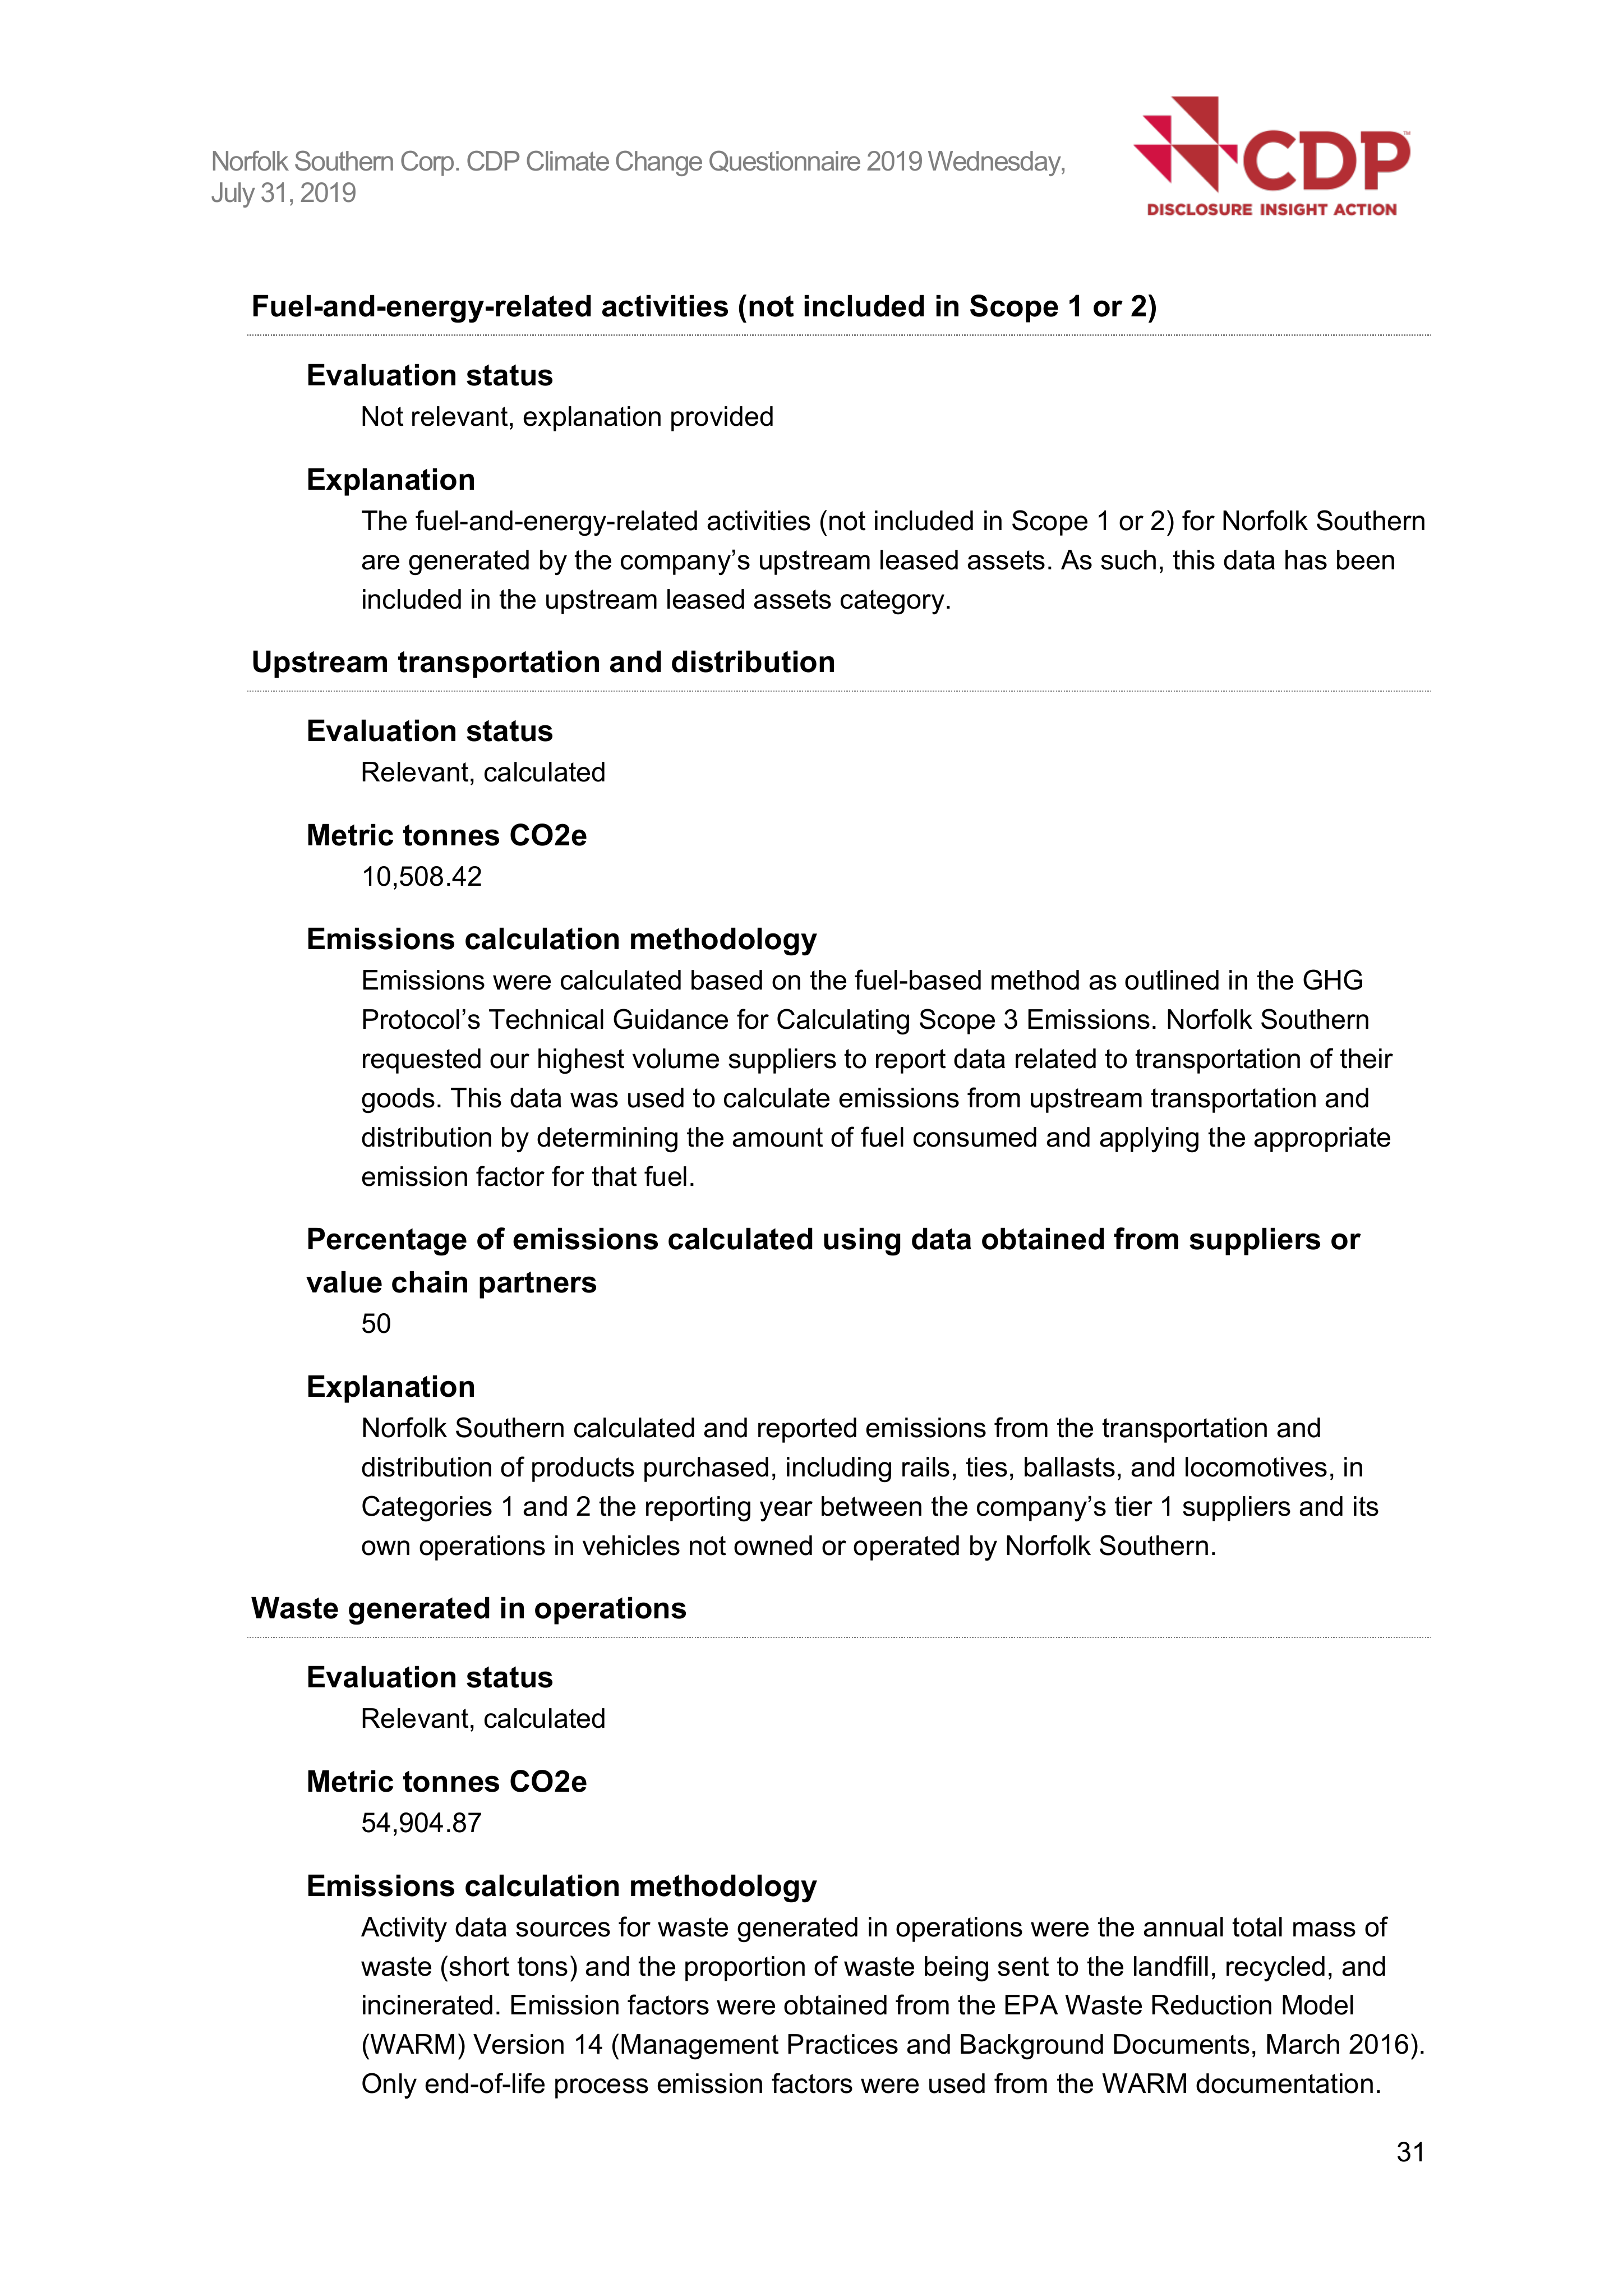 Norfolk Southern Corp. CDP Climate Change Questionnaire 2019 Wednesday,
July 31, 2019
CDP™
DISCLOSURE INSIGHT ACTION
Fuel-and-energy-related activities (not included in Scope 1 or 2)
Evaluation status
Not relevant, explanation provided
Explanation
The fuel-and-energy-related activities (not included in Scope 1 or 2) for Norfolk Southern
are generated by the company’s upstream leased assets. As such, this data has been
included in the upstream leased assets category.
Upstream transportation and distribution
Evaluation status
Relevant, calculated
Metric tonnes CO2e
10,508.42
Emissions calculation methodology
Emissions were calculated based on the fuel-based method as outlined in the GHG
Protocol’s Technical Guidance for Calculating Scope 3 Emissions. Norfolk Southern
requested our highest volume suppliers to report data related to transportation of their
goods. This data was used to calculate emissions from upstream transportation and
distribution by determining the amount of fuel consumed and applying the appropriate
emission factor for that fuel.
Percentage of emissions calculated using data obtained from suppliers or
value chain partners
50
Explanation
Norfolk Southern calculated and reported emissions from the transportation and
distribution of products purchased, including rails, ties, ballasts, and locomotives, in
Categories 1 and 2 the reporting year between the company’s tier 1 suppliers and its
own operations in vehicles not owned or operated by Norfolk Southern.
Waste generated in operations
Evaluation status
Relevant, calculated
Metric tonnes CO2e
54,904.87
Emissions calculation methodology
Activity data sources for waste generated in operations were the annual total mass of
waste (short tons) and the proportion of waste being sent to the landfill, recycled, and
incinerated. Emission factors were obtained from the EPA Waste Reduction Model
(WARM) Version 14 (Management Practices and Background Documents, March 2016).
Only end-of-life process emission factors were used from the WARM documentation.
31